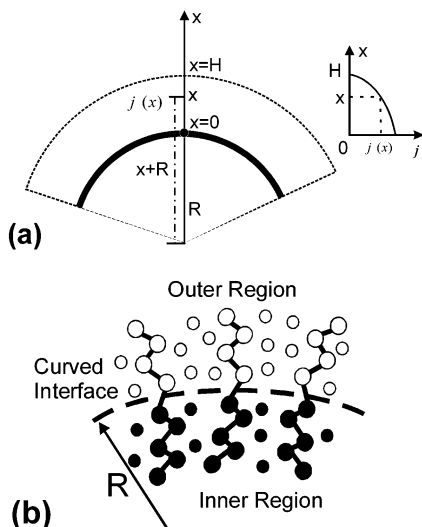 x
x=H
j (x)
x
x=0
x+R
R
(a)
x
H
x
0
j (x)
j
Outer Region
Curved
Interface
R
Inner Region
(b)